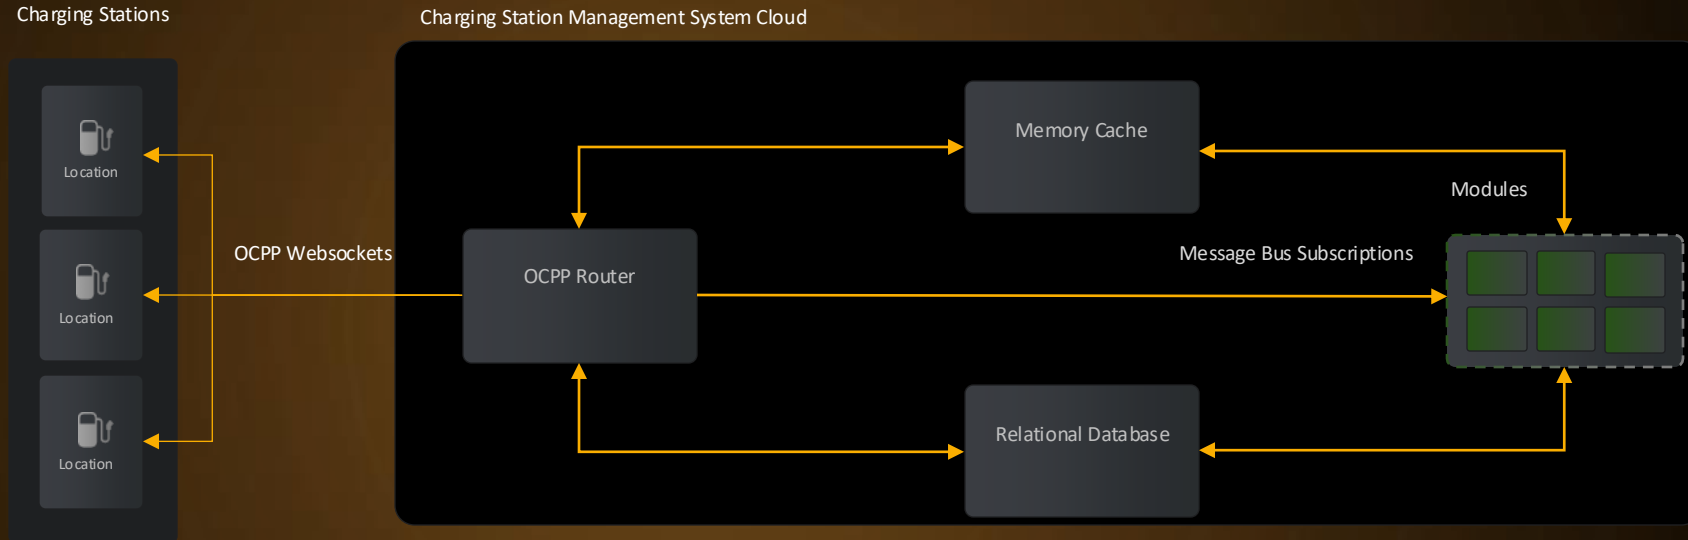 Charging Stations
Charging Station Management System Cloud
Memory Cache
Location
Modules
OCPP Websockets
Message Bus Subscriptions
OCPP Router
Location
Relational Database
Location